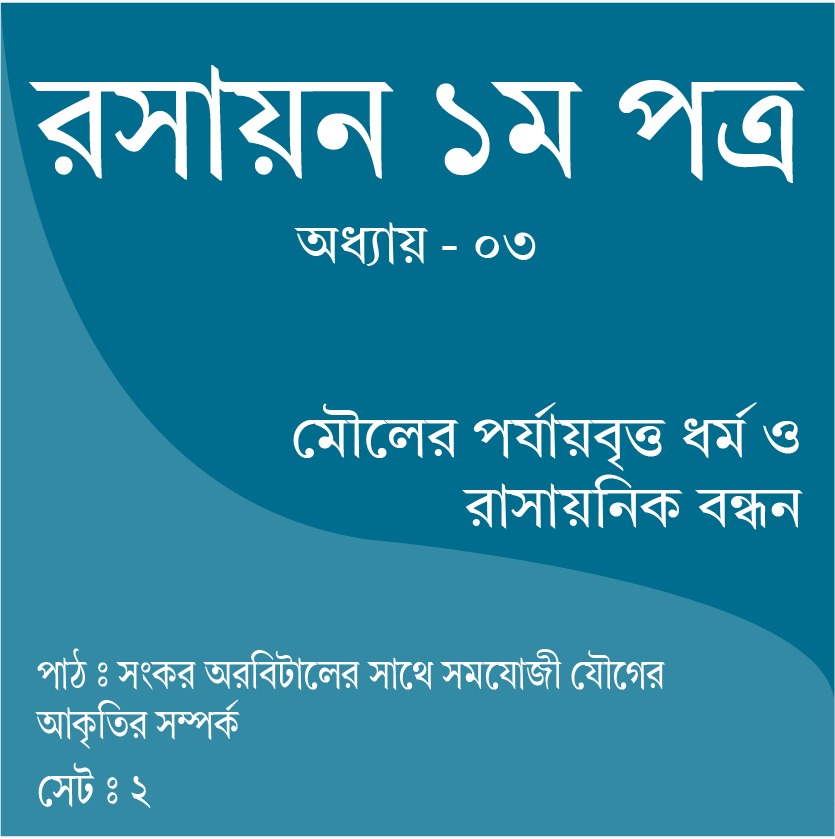 রসায়ন ১ম পত্র
অধ্যায় - ০৩
মৌলের পর্যায়বৃত্ত ধর্ম ও
রাসায়নিক বন্ধন
পাঠ ঃ সংকর অরবিটালের সাথে সমযোজী যৌগের
আকৃতির সম্পর্ক
সেট ঃ ২